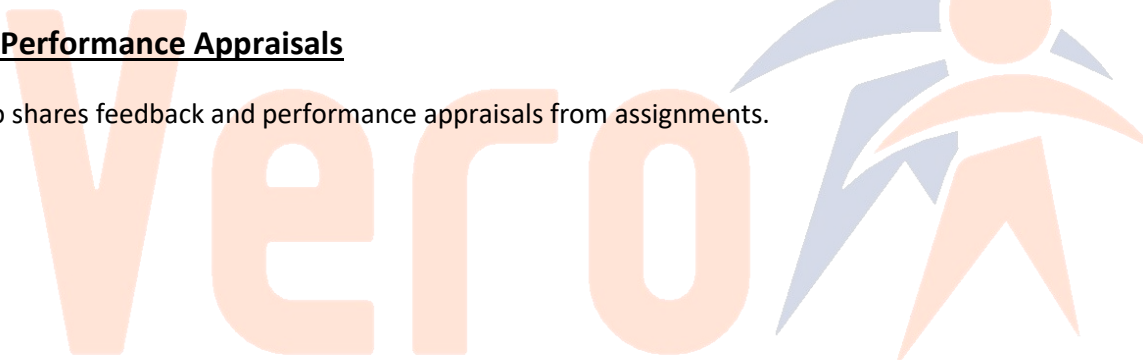 Performance Appraisals
o shares feedback and performance appraisals from assignments.
Vero